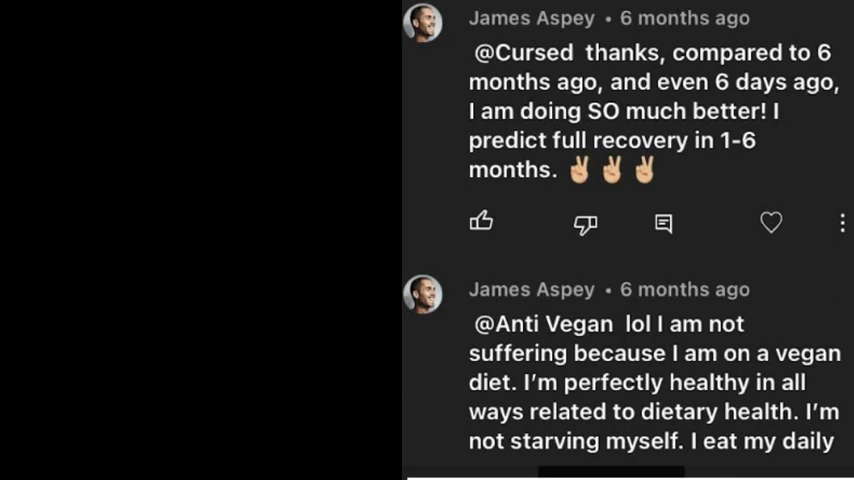 James Aspey • 6 months ago
@Cursed thanks, compared to 6
months ago, and even 6 days ago,
I am doing SO much better! I
predict full recovery in 1-6
months. ✌🏼✌🏼✌🏼
James Aspey • 6 months ago
@Anti Vegan lol I am not
suffering because I am on a vegan
diet. I’m perfectly healthy in all
ways related to dietary health. I’m
not starving myself. I eat my daily